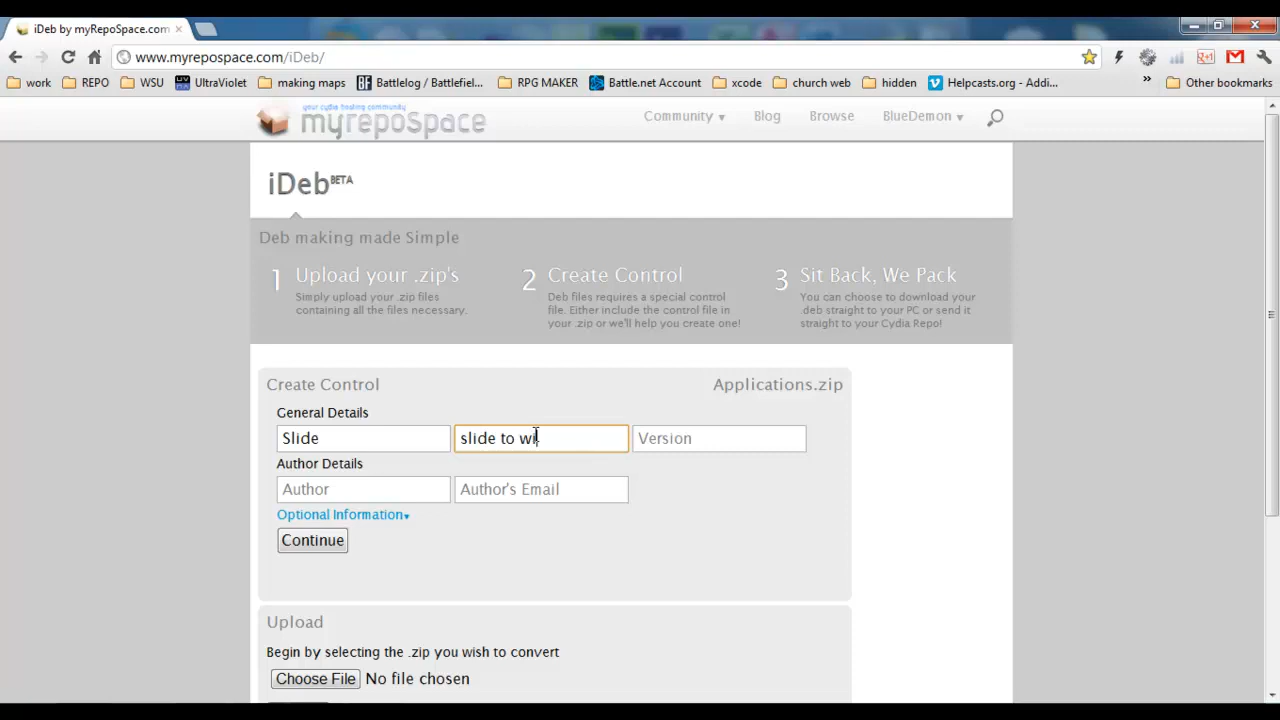 iDeb by myRepoSpace.com
www.myrepospace.com/iDeb/
work REPO WSU UltraViolet making maps Battlelog / Battlefiel... RPG MAKER Battle.net Account xcode church web hidden Helpcasts.org - Addi... » Other bookmarks
your cydia hosting community
myrepoSpace
Community Blog Browse BlueDemon
iDeb BETA
Deb making made Simple
1 Upload your .zip's
Simply upload your .zip files
containing all the files necessary.
2 Create Control
Deb files requires a special control
file. Either include the control file in
your .zip or we'll help you create one!
3 Sit Back, We Pack
You can choose to download your
.deb straight to your PC or send it
straight to your Cydia Repo!
Create Control Applications.zip
General Details
Slide slide to wi Version
Author Details
Author Author's Email
Optional Information
Continue
Upload
Begin by selecting the .zip you wish to convert
Choose File No file chosen